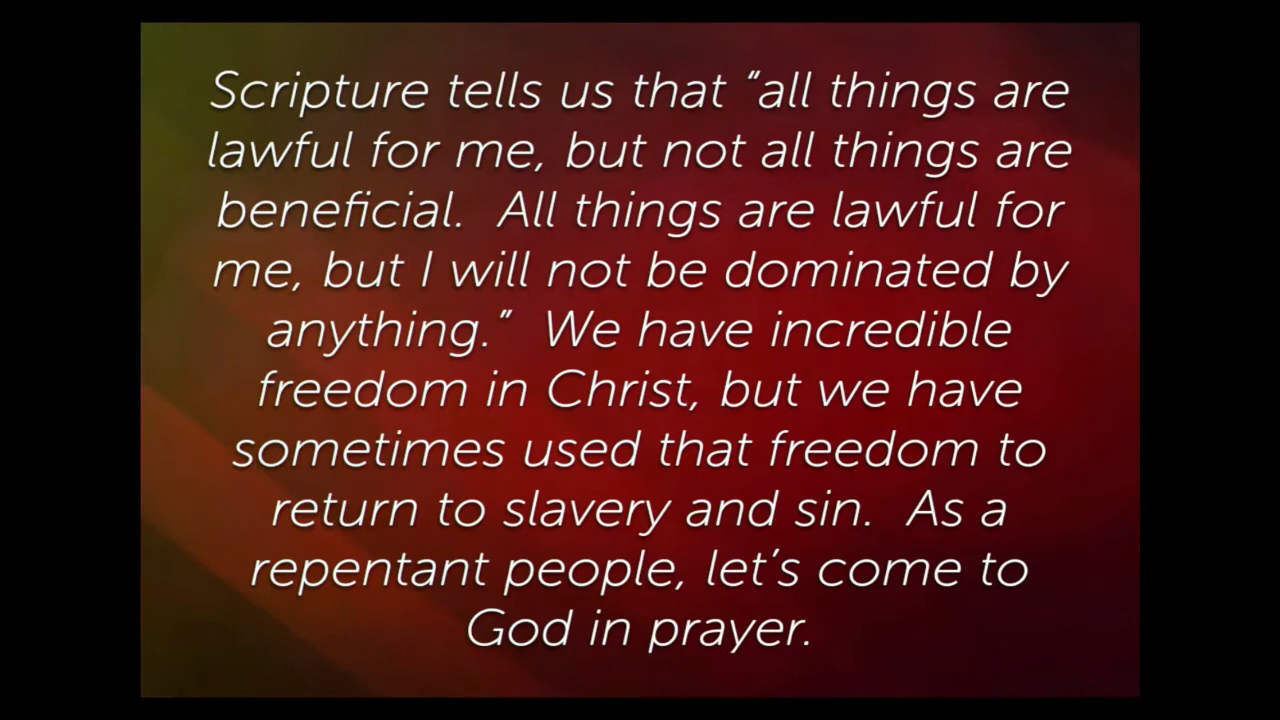 Scripture tells us that “all things are
lawful for me, but not all things are
beneficial.  All things are lawful for
me, but I will not be dominated by
anything.”  We have incredible
freedom in Christ, but we have
sometimes used that freedom to
return to slavery and sin.  As a
repentant people, let’s come to
God in prayer.